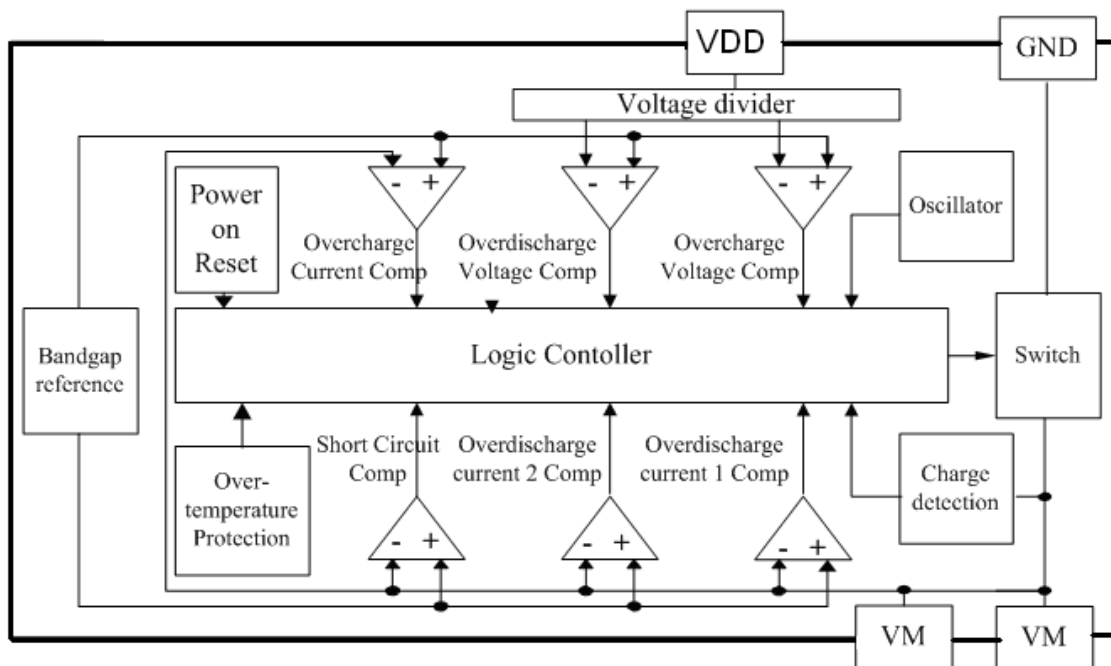 VDD
GND
Voltage divider
- +
- +
- +
Power
on
Reset
Oscillator
Overcharge
Current Comp
Overdischarge
Voltage Comp
Overcharge
Voltage Comp
Bandgap
reference
Logic Contoller
Switch
Short Circuit
Comp
Overdischarge
current 2 Comp
Overdischarge
current 1 Comp
Over-
temperature
Protection
Charge
detection
- +
- +
- +
VM
VM